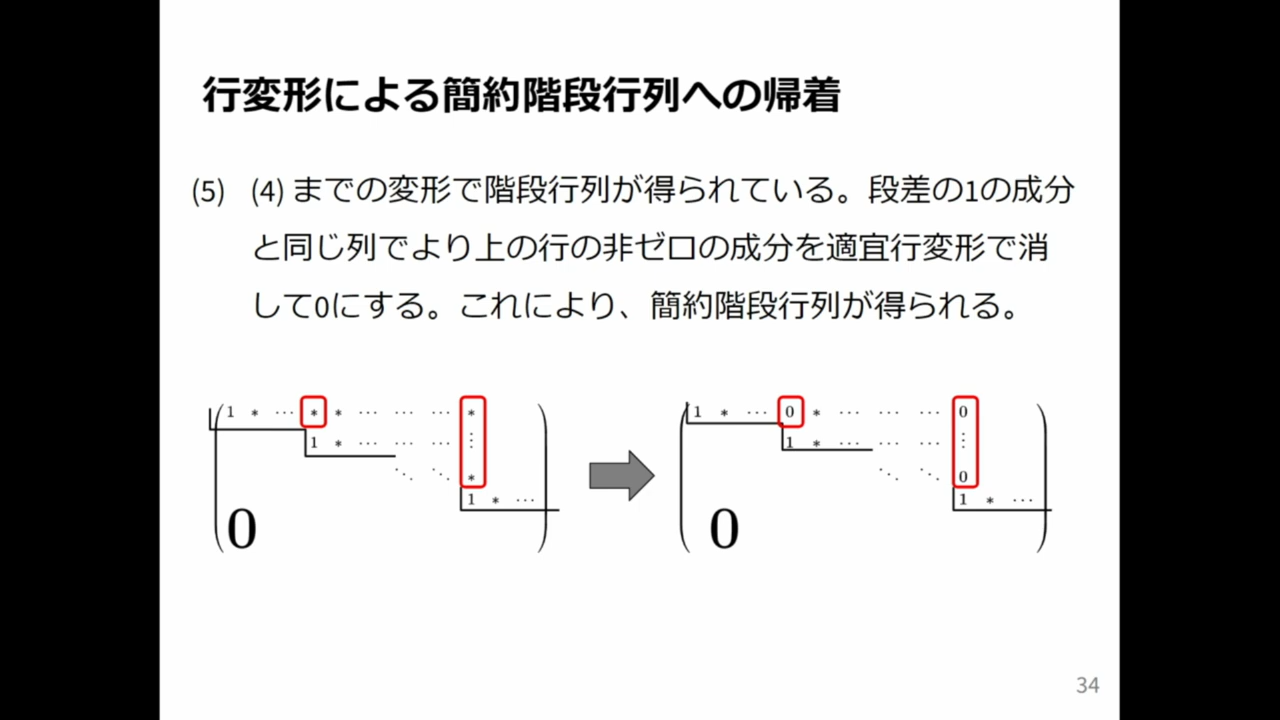 行変形による簡約階段行列への帰着
(5) (4) までの変形で階段行列が得られている。段差の1の成分
と同じ列でより上の行の非ゼロの成分を適宜行変形で消
して0にする。これにより、簡約階段行列が得られる。
1 * ⋯ * * ⋯ ⋯ ⋯ *
1 * ⋯ ⋯ ⋯ ⋮
⋱ ⋱ *
1 * ⋯
0
1 * ⋯ 0 * ⋯ ⋯ ⋯ 0
1 * ⋯ ⋯ ⋯ ⋮
⋱ ⋱ 0
1 * ⋯
0
34